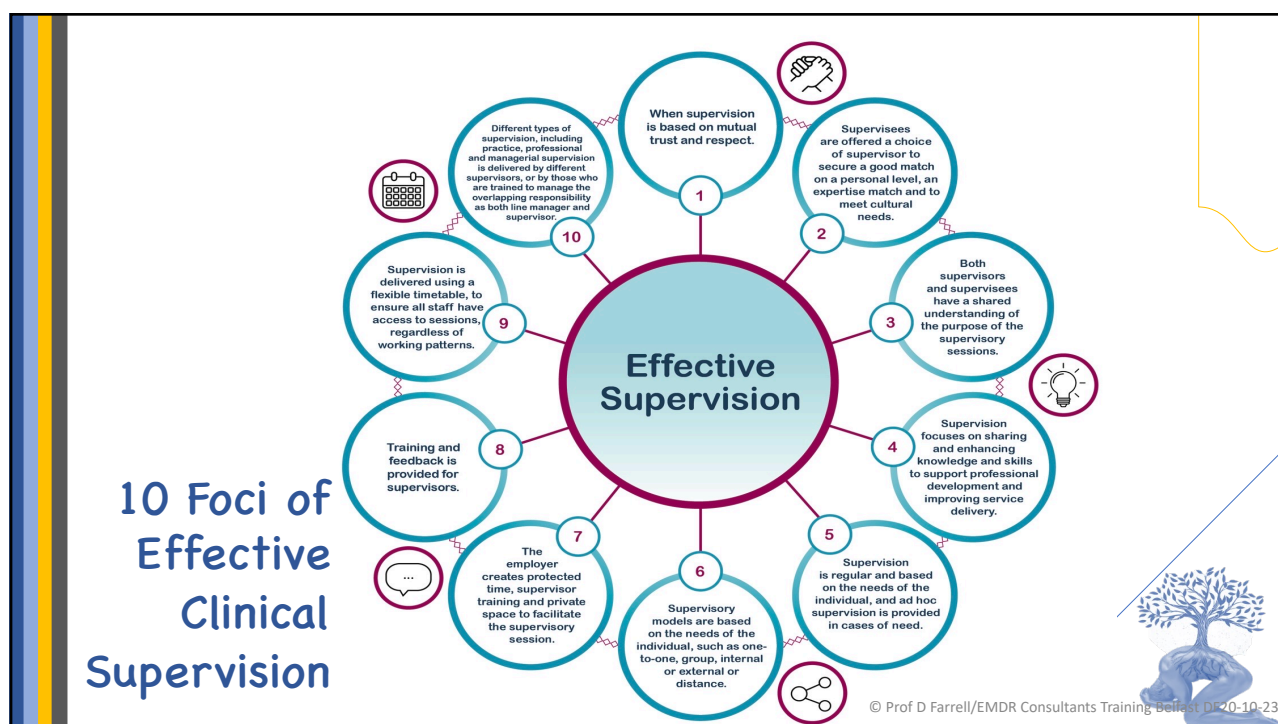 When supervision
is based on mutual
trust and respect.
1
Supervisees
are offered a choice
of supervisor to
secure a good match
on a personal level, an
expertise match and to
meet cultural
needs.
2
Both
supervisors
and supervisees
have a shared
understanding of
the purpose of the
supervisory
sessions.
3
Supervision
focuses on sharing
and enhancing
knowledge and skills
to support professional
development and
improving service
delivery.
4
5
Supervision
is regular and based
on the needs of the
individual, and ad hoc
supervision is provided
in cases of need.
6
Supervisory
models are based
on the needs of the
individual, such as one-
to-one, group, internal
or external or
distance.
7
The
employer
creates protected
time, supervisor
training and private
space to facilitate
the supervisory
session.
8
Training and
feedback is
provided for
supervisors.
9
Supervision is
delivered using a
flexible timetable, to
ensure all staff have
access to sessions,
regardless of
working patterns.
Different types of
supervision, including
practice, professional
and managerial supervision
is delivered by different
supervisors, or by those who
are trained to manage the
overlapping responsibility
as both line manager and
supervisor.
10
Effective
Supervision
10 Foci of
Effective
Clinical
Supervision
© Prof D Farrell/EMDR Consultants Training Belfast DF20-10-23